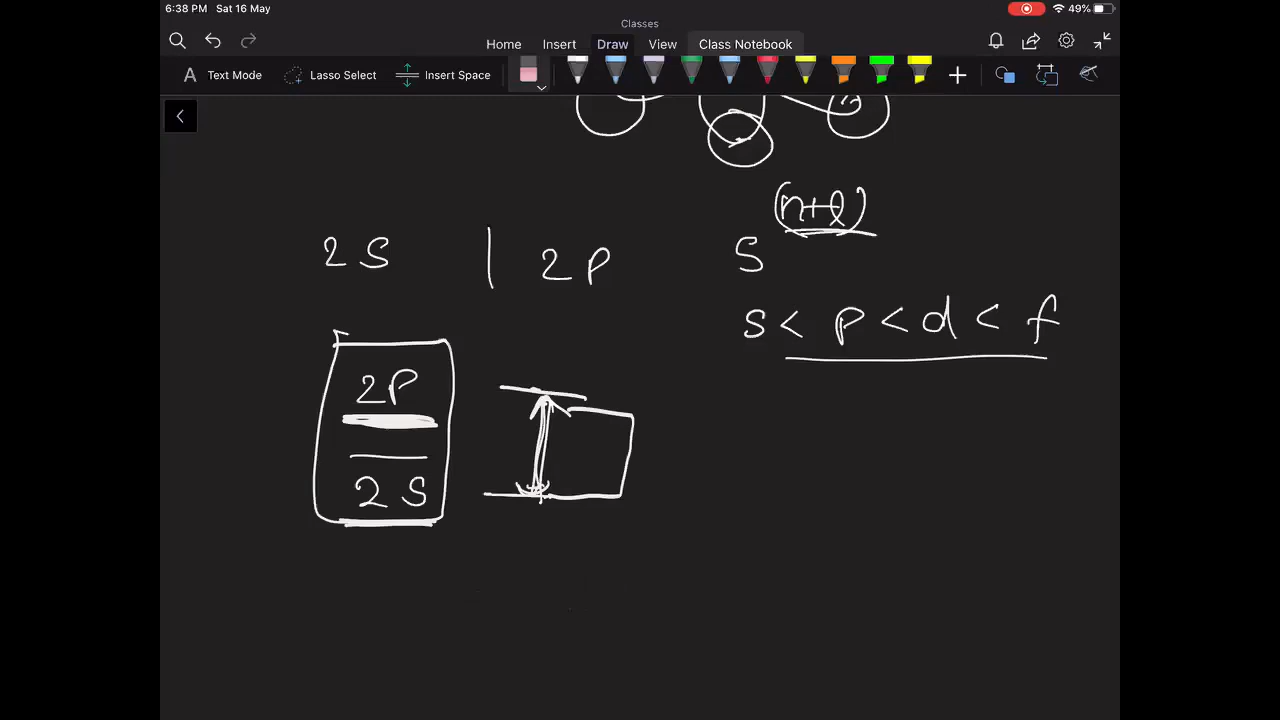 6:38 PM Sat 16 May
49%
Classes
Home Insert Draw View Class Notebook
A Text Mode Lasso Select Insert Space
(n+l)
2S | 2P S
s < p < d < f
2P
2S